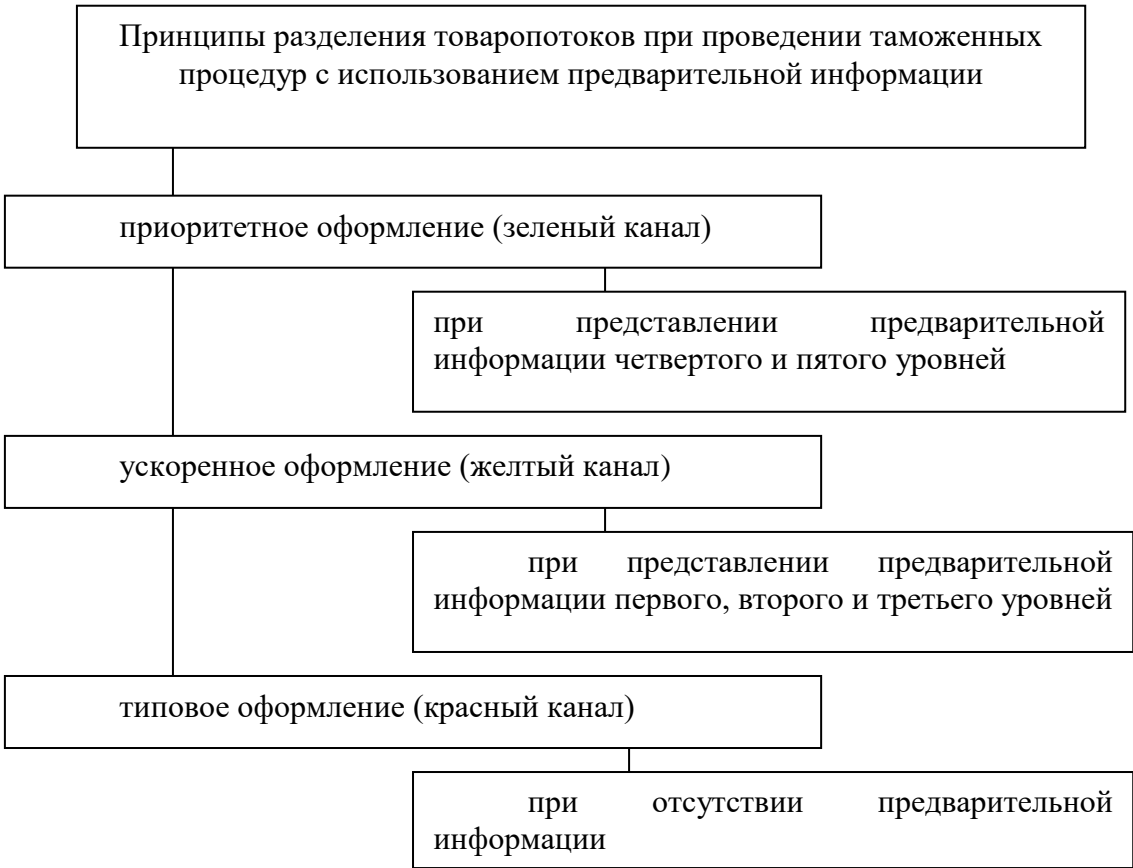 Принципы разделения товаропотоков при проведении таможенных
процедур с использованием предварительной информации
приоритетное оформление (зеленый канал)
при представлении предварительной
информации четвертого и пятого уровней
ускоренное оформление (желтый канал)
при представлении предварительной
информации первого, второго и третьего уровней
типовое оформление (красный канал)
при отсутствии предварительной
информации